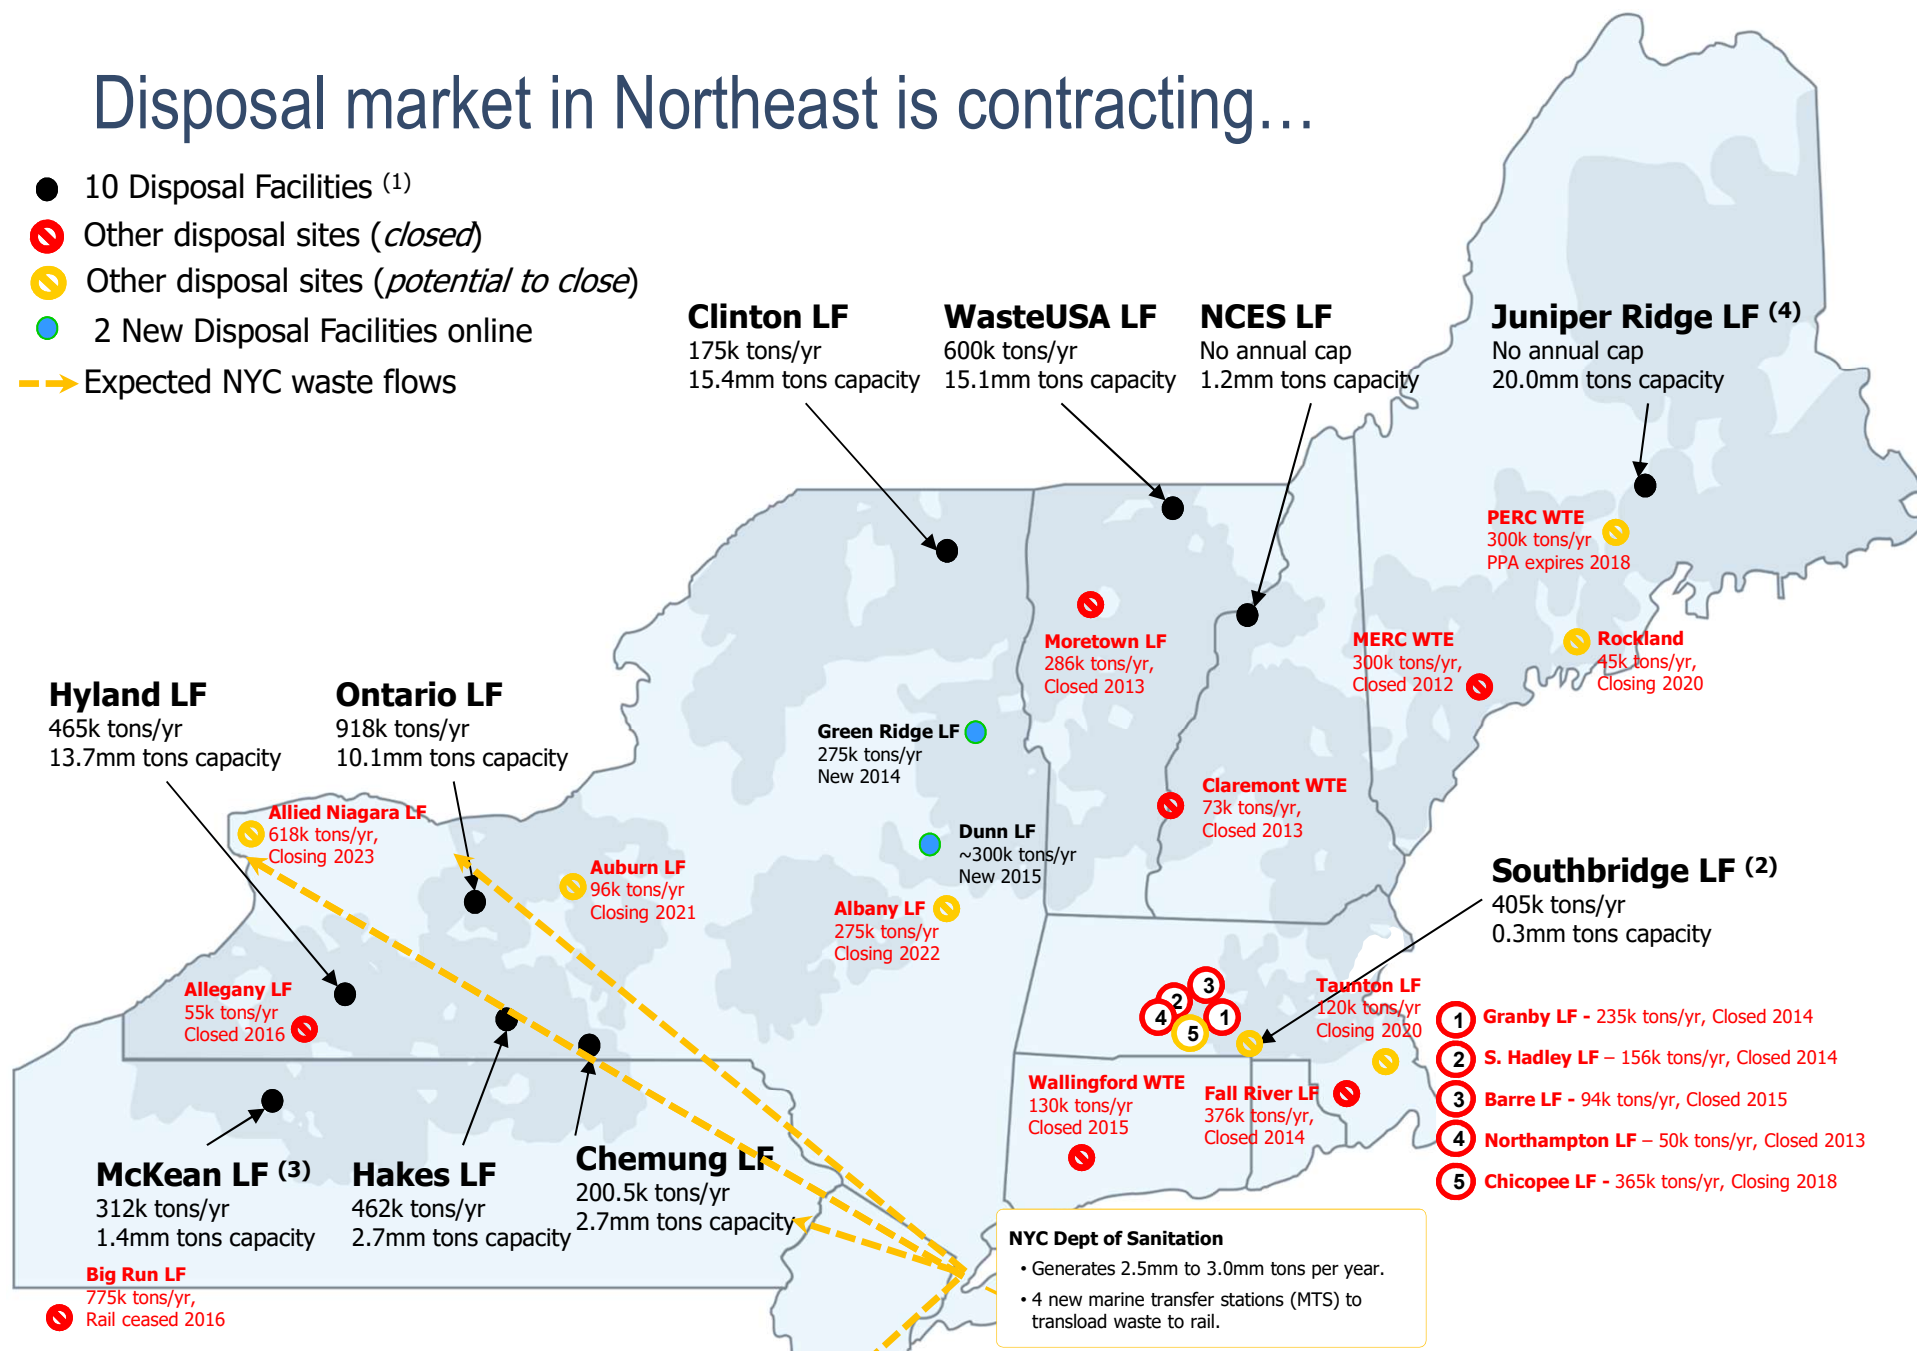 Disposal market in Northeast is contracting…
10 Disposal Facilities (1)
Other disposal sites (closed)
Other disposal sites (potential to close)
2 New Disposal Facilities online
Expected NYC waste flows
Clinton LF
175k tons/yr
15.4mm tons capacity
WasteUSA LF
600k tons/yr
15.1mm tons capacity
NCES LF
No annual cap
1.2mm tons capacity
Juniper Ridge LF (4)
No annual cap
20.0mm tons capacity
PERC WTE
300k tons/yr
PPA expires 2018
Moretown LF
286k tons/yr,
Closed 2013
MERC WTE
300k tons/yr,
Closed 2012
Rockland
45k tons/yr,
Closing 2020
Hyland LF
465k tons/yr
13.7mm tons capacity
Ontario LF
918k tons/yr
10.1mm tons capacity
Green Ridge LF
275k tons/yr
New 2014
Claremont WTE
73k tons/yr,
Closed 2013
Allied Niagara LF
618k tons/yr,
Closing 2023
Dunn LF
~300k tons/yr
New 2015
Auburn LF
96k tons/yr
Closing 2021
Southbridge LF (2)
405k tons/yr
0.3mm tons capacity
Albany LF
275k tons/yr
Closing 2022
Allegany LF
55k tons/yr
Closed 2016
3
2
4
1
5
Taunton LF
120k tons/yr
Closing 2020
1 Granby LF - 235k tons/yr, Closed 2014
2 S. Hadley LF – 156k tons/yr, Closed 2014
3 Barre LF - 94k tons/yr, Closed 2015
4 Northampton LF – 50k tons/yr, Closed 2013
5 Chicopee LF - 365k tons/yr, Closing 2018
Wallingford WTE
130k tons/yr
Closed 2015
Fall River LF
376k tons/yr,
Closed 2014
McKean LF (3)
312k tons/yr
1.4mm tons capacity
Hakes LF
462k tons/yr
2.7mm tons capacity
Chemung LF
200.5k tons/yr
2.7mm tons capacity
Big Run LF
775k tons/yr,
Rail ceased 2016
NYC Dept of Sanitation
• Generates 2.5mm to 3.0mm tons per year.
• 4 new marine transfer stations (MTS) to
transload waste to rail.